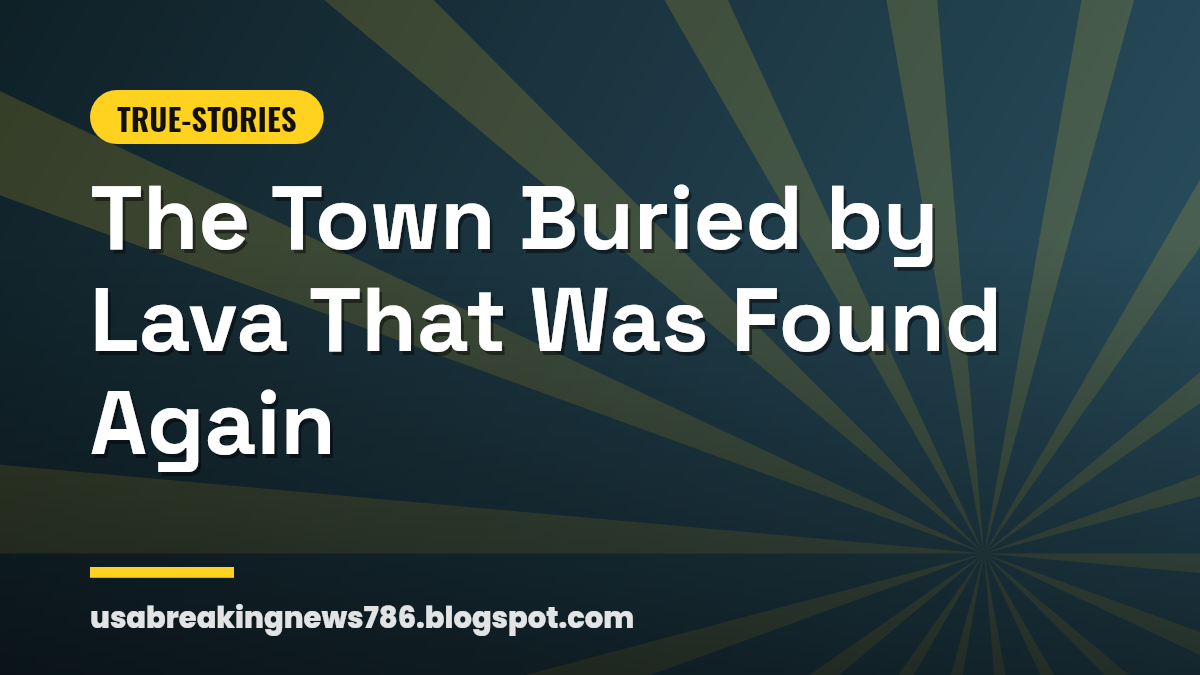 TRUE-STORIES
The Town Buried by
Lava That Was Found
Again
usabreakingnews786.blogspot.com